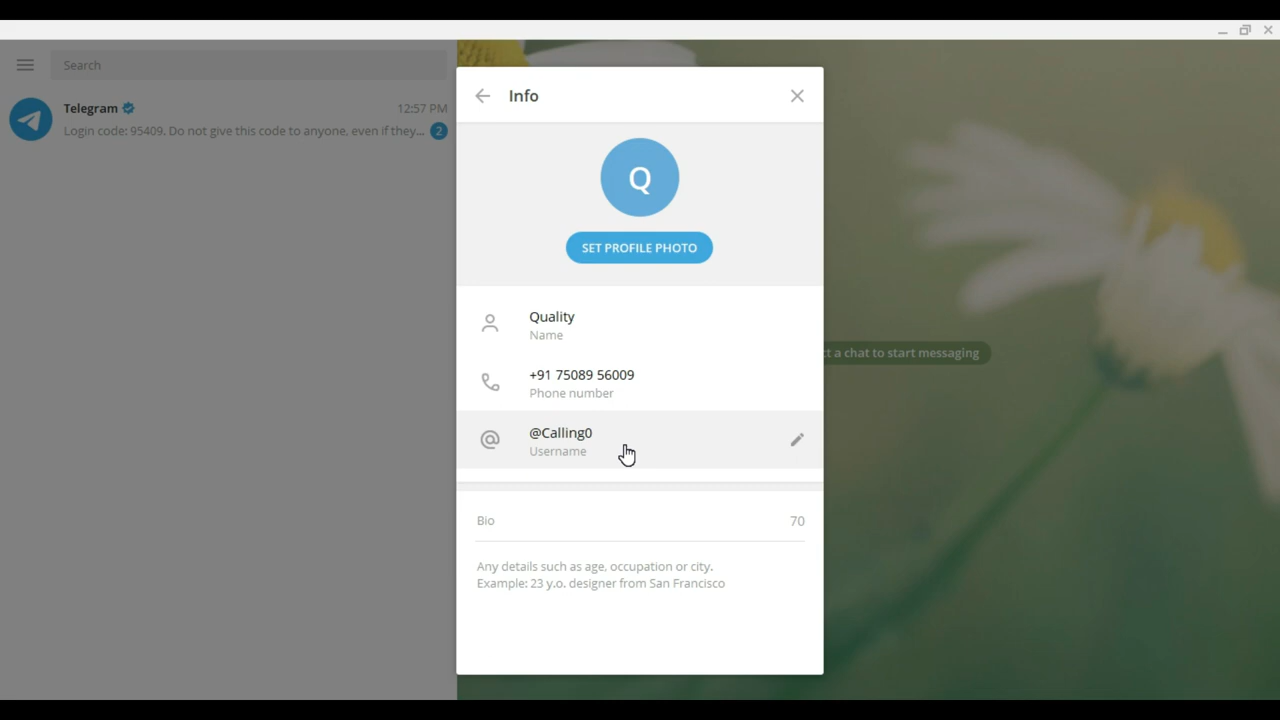 Search
Telegram 12:57 PM
Login code: 95409. Do not give this code to anyone, even if they... 2
Info
Q
SET PROFILE PHOTO
Quality
Name
+91 75089 56009
Phone number
@Calling0
Username
Bio 70
Any details such as age, occupation or city.
Example: 23 y.o. designer from San Francisco
a chat to start messaging